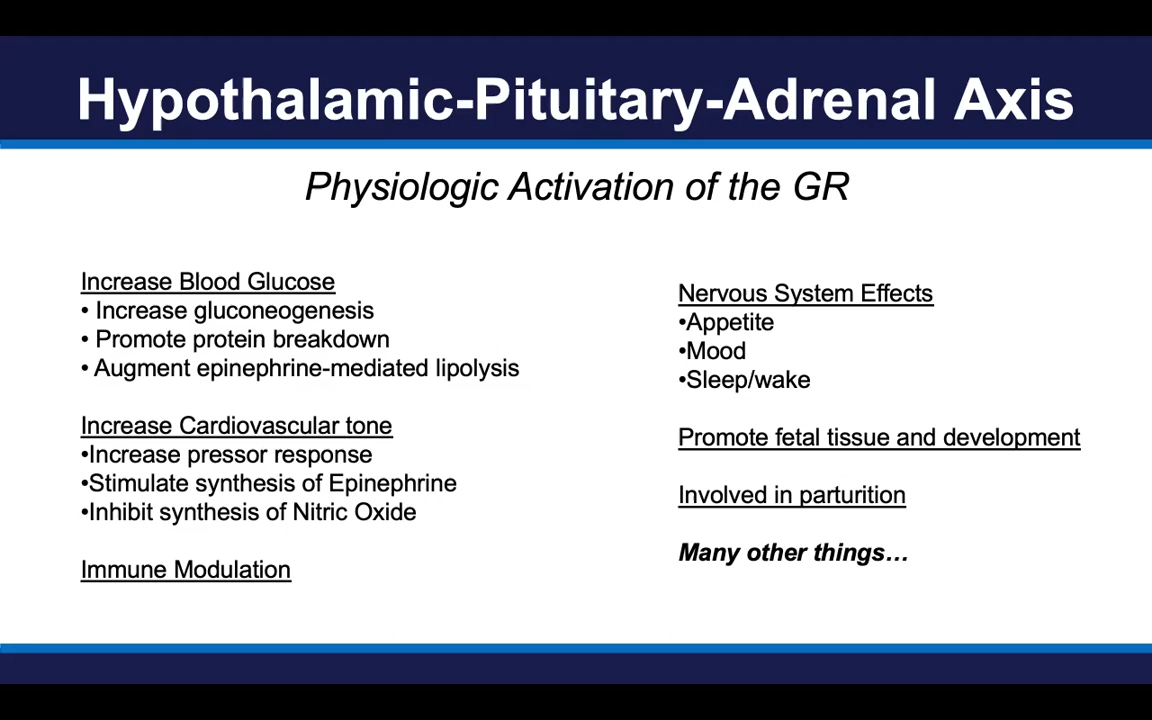 Hypothalamic-Pituitary-Adrenal Axis
Physiologic Activation of the GR
Increase Blood Glucose
• Increase gluconeogenesis
• Promote protein breakdown
• Augment epinephrine-mediated lipolysis
Increase Cardiovascular tone
•Increase pressor response
•Stimulate synthesis of Epinephrine
•Inhibit synthesis of Nitric Oxide
Immune Modulation
Nervous System Effects
•Appetite
•Mood
•Sleep/wake
Promote fetal tissue and development
Involved in parturition
Many other things…